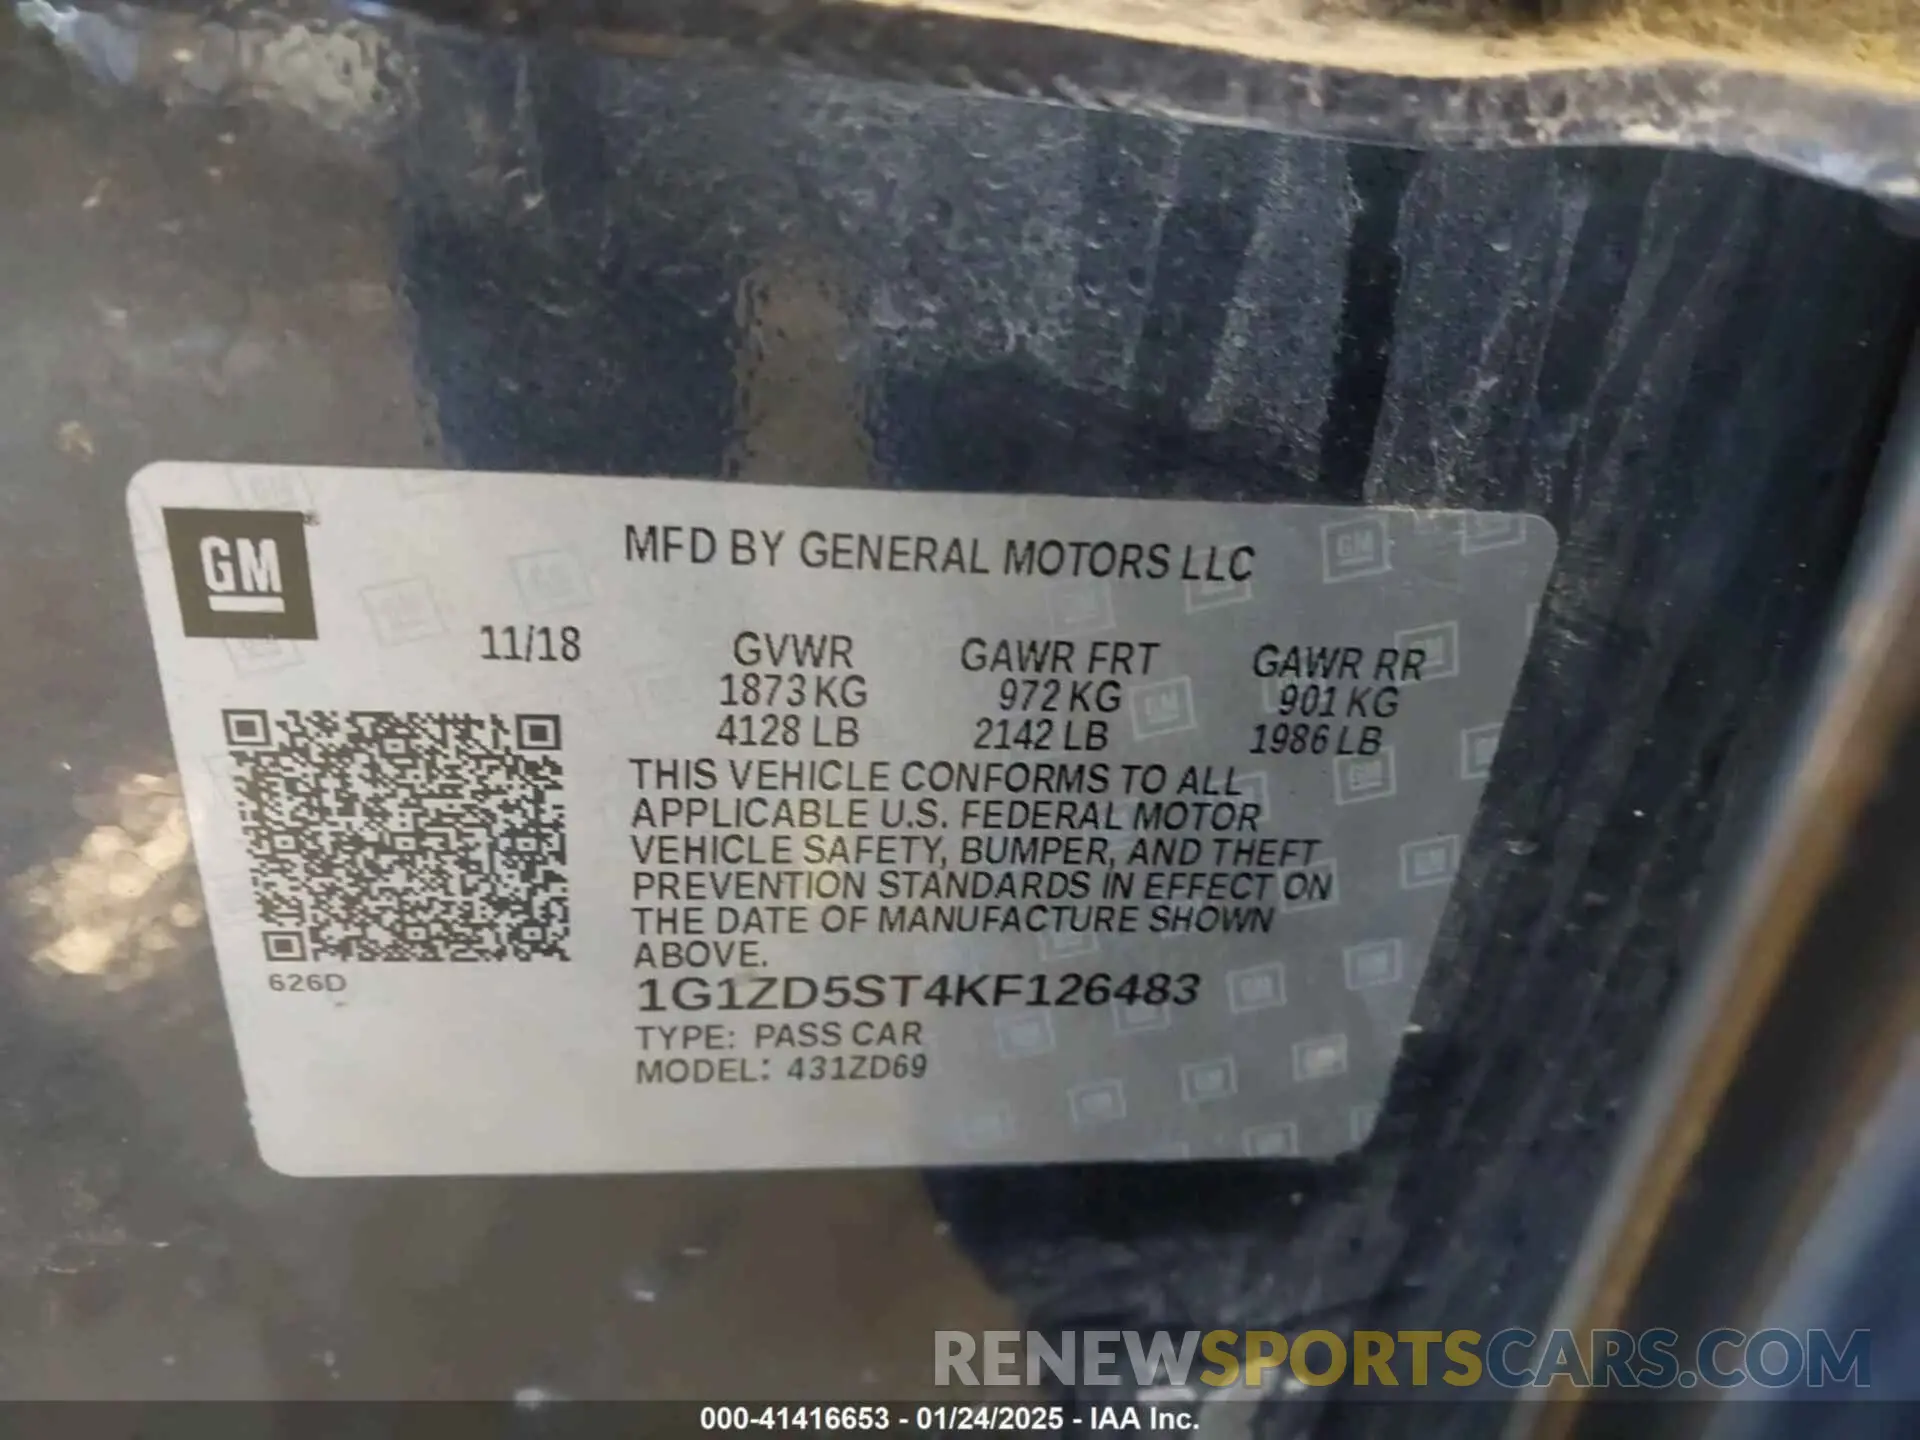 GM
MFD BY GENERAL MOTORS LLC
11/18
GVWR GAWR FRT GAWR RR
1873 KG 972 KG 901 KG
4128 LB 2142 LB 1986 LB
THIS VEHICLE CONFORMS TO ALL
APPLICABLE U.S. FEDERAL MOTOR
VEHICLE SAFETY, BUMPER, AND THEFT
PREVENTION STANDARDS IN EFFECT ON
THE DATE OF MANUFACTURE SHOWN
ABOVE.
626D
1G1ZD5ST4KF126483
TYPE: PASS CAR
MODEL: 431ZD69
RENEWSPORTSCARS.COM
000-41416653 - 01/24/2025 - IAA Inc.